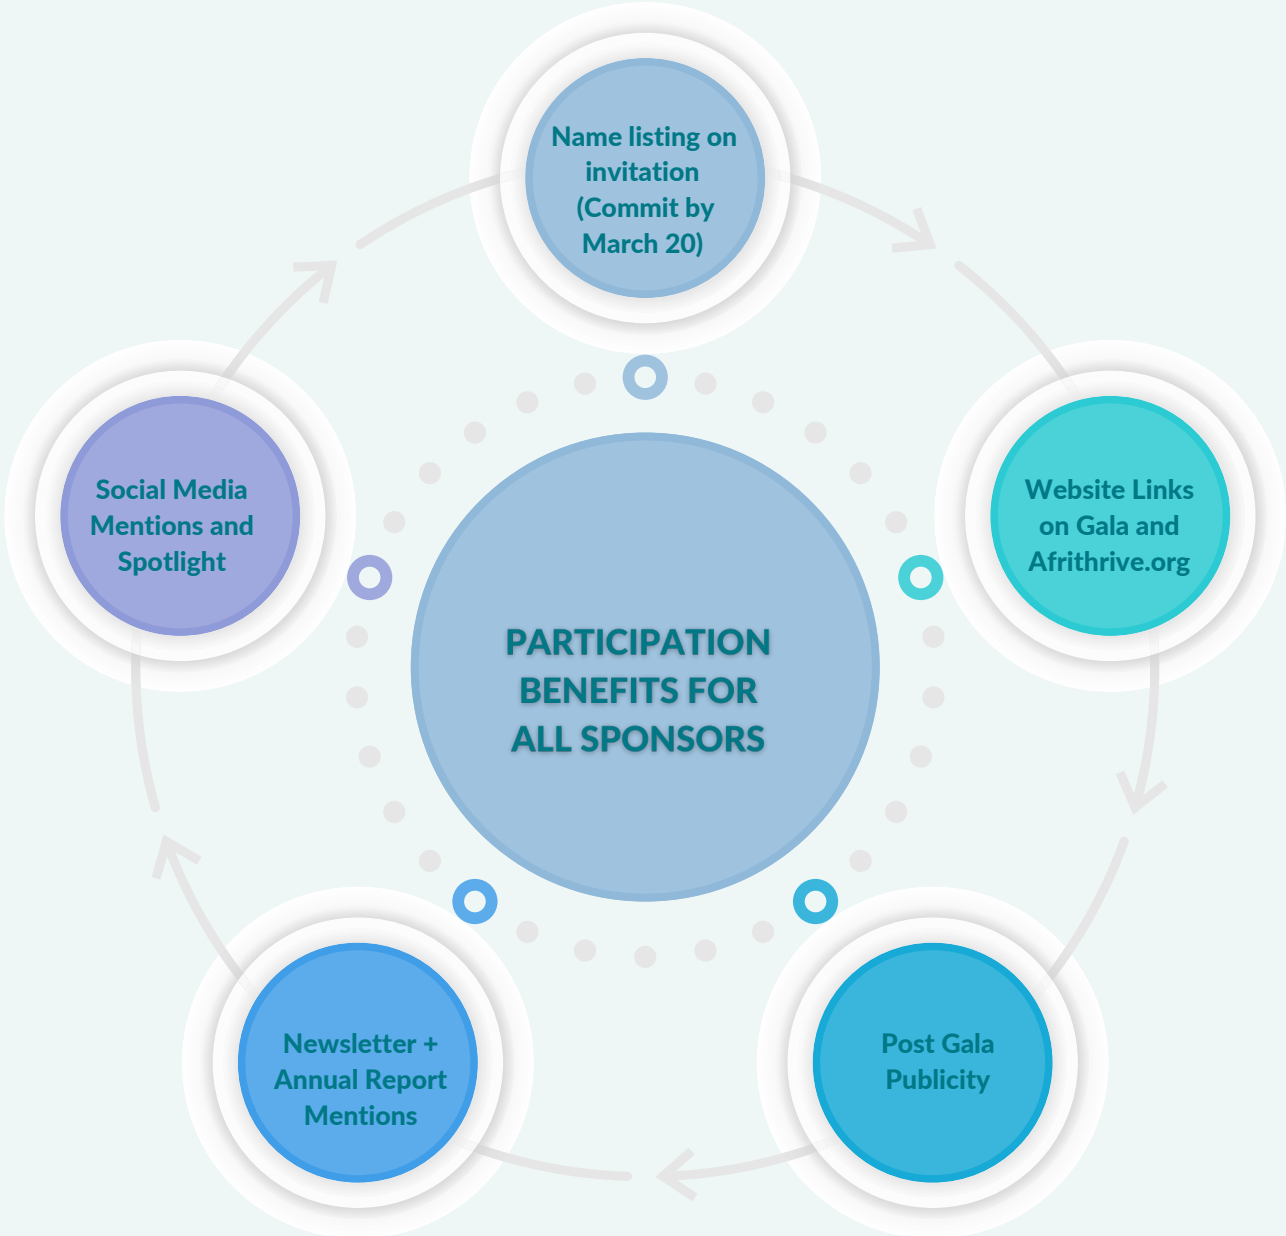 Name listing on
invitation
(Commit by
March 20)
Website Links
on Gala and
Afrithrive.org
Post Gala
Publicity
Newsletter +
Annual Report
Mentions
Social Media
Mentions and
Spotlight
PARTICIPATION
BENEFITS FOR
ALL SPONSORS